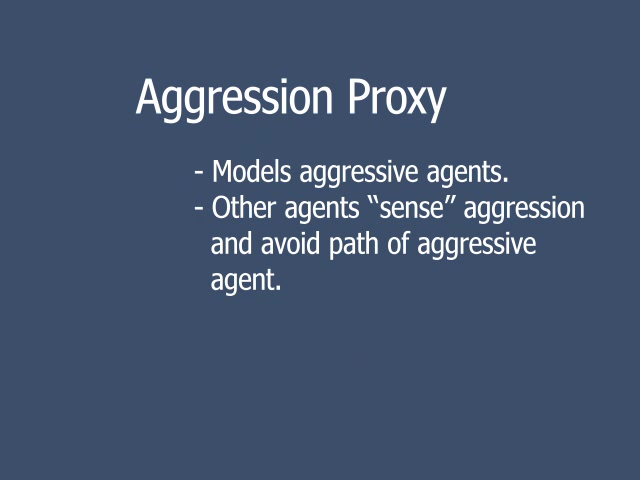 Aggression Proxy
- Models aggressive agents.
- Other agents “sense” aggression
and avoid path of aggressive
agent.